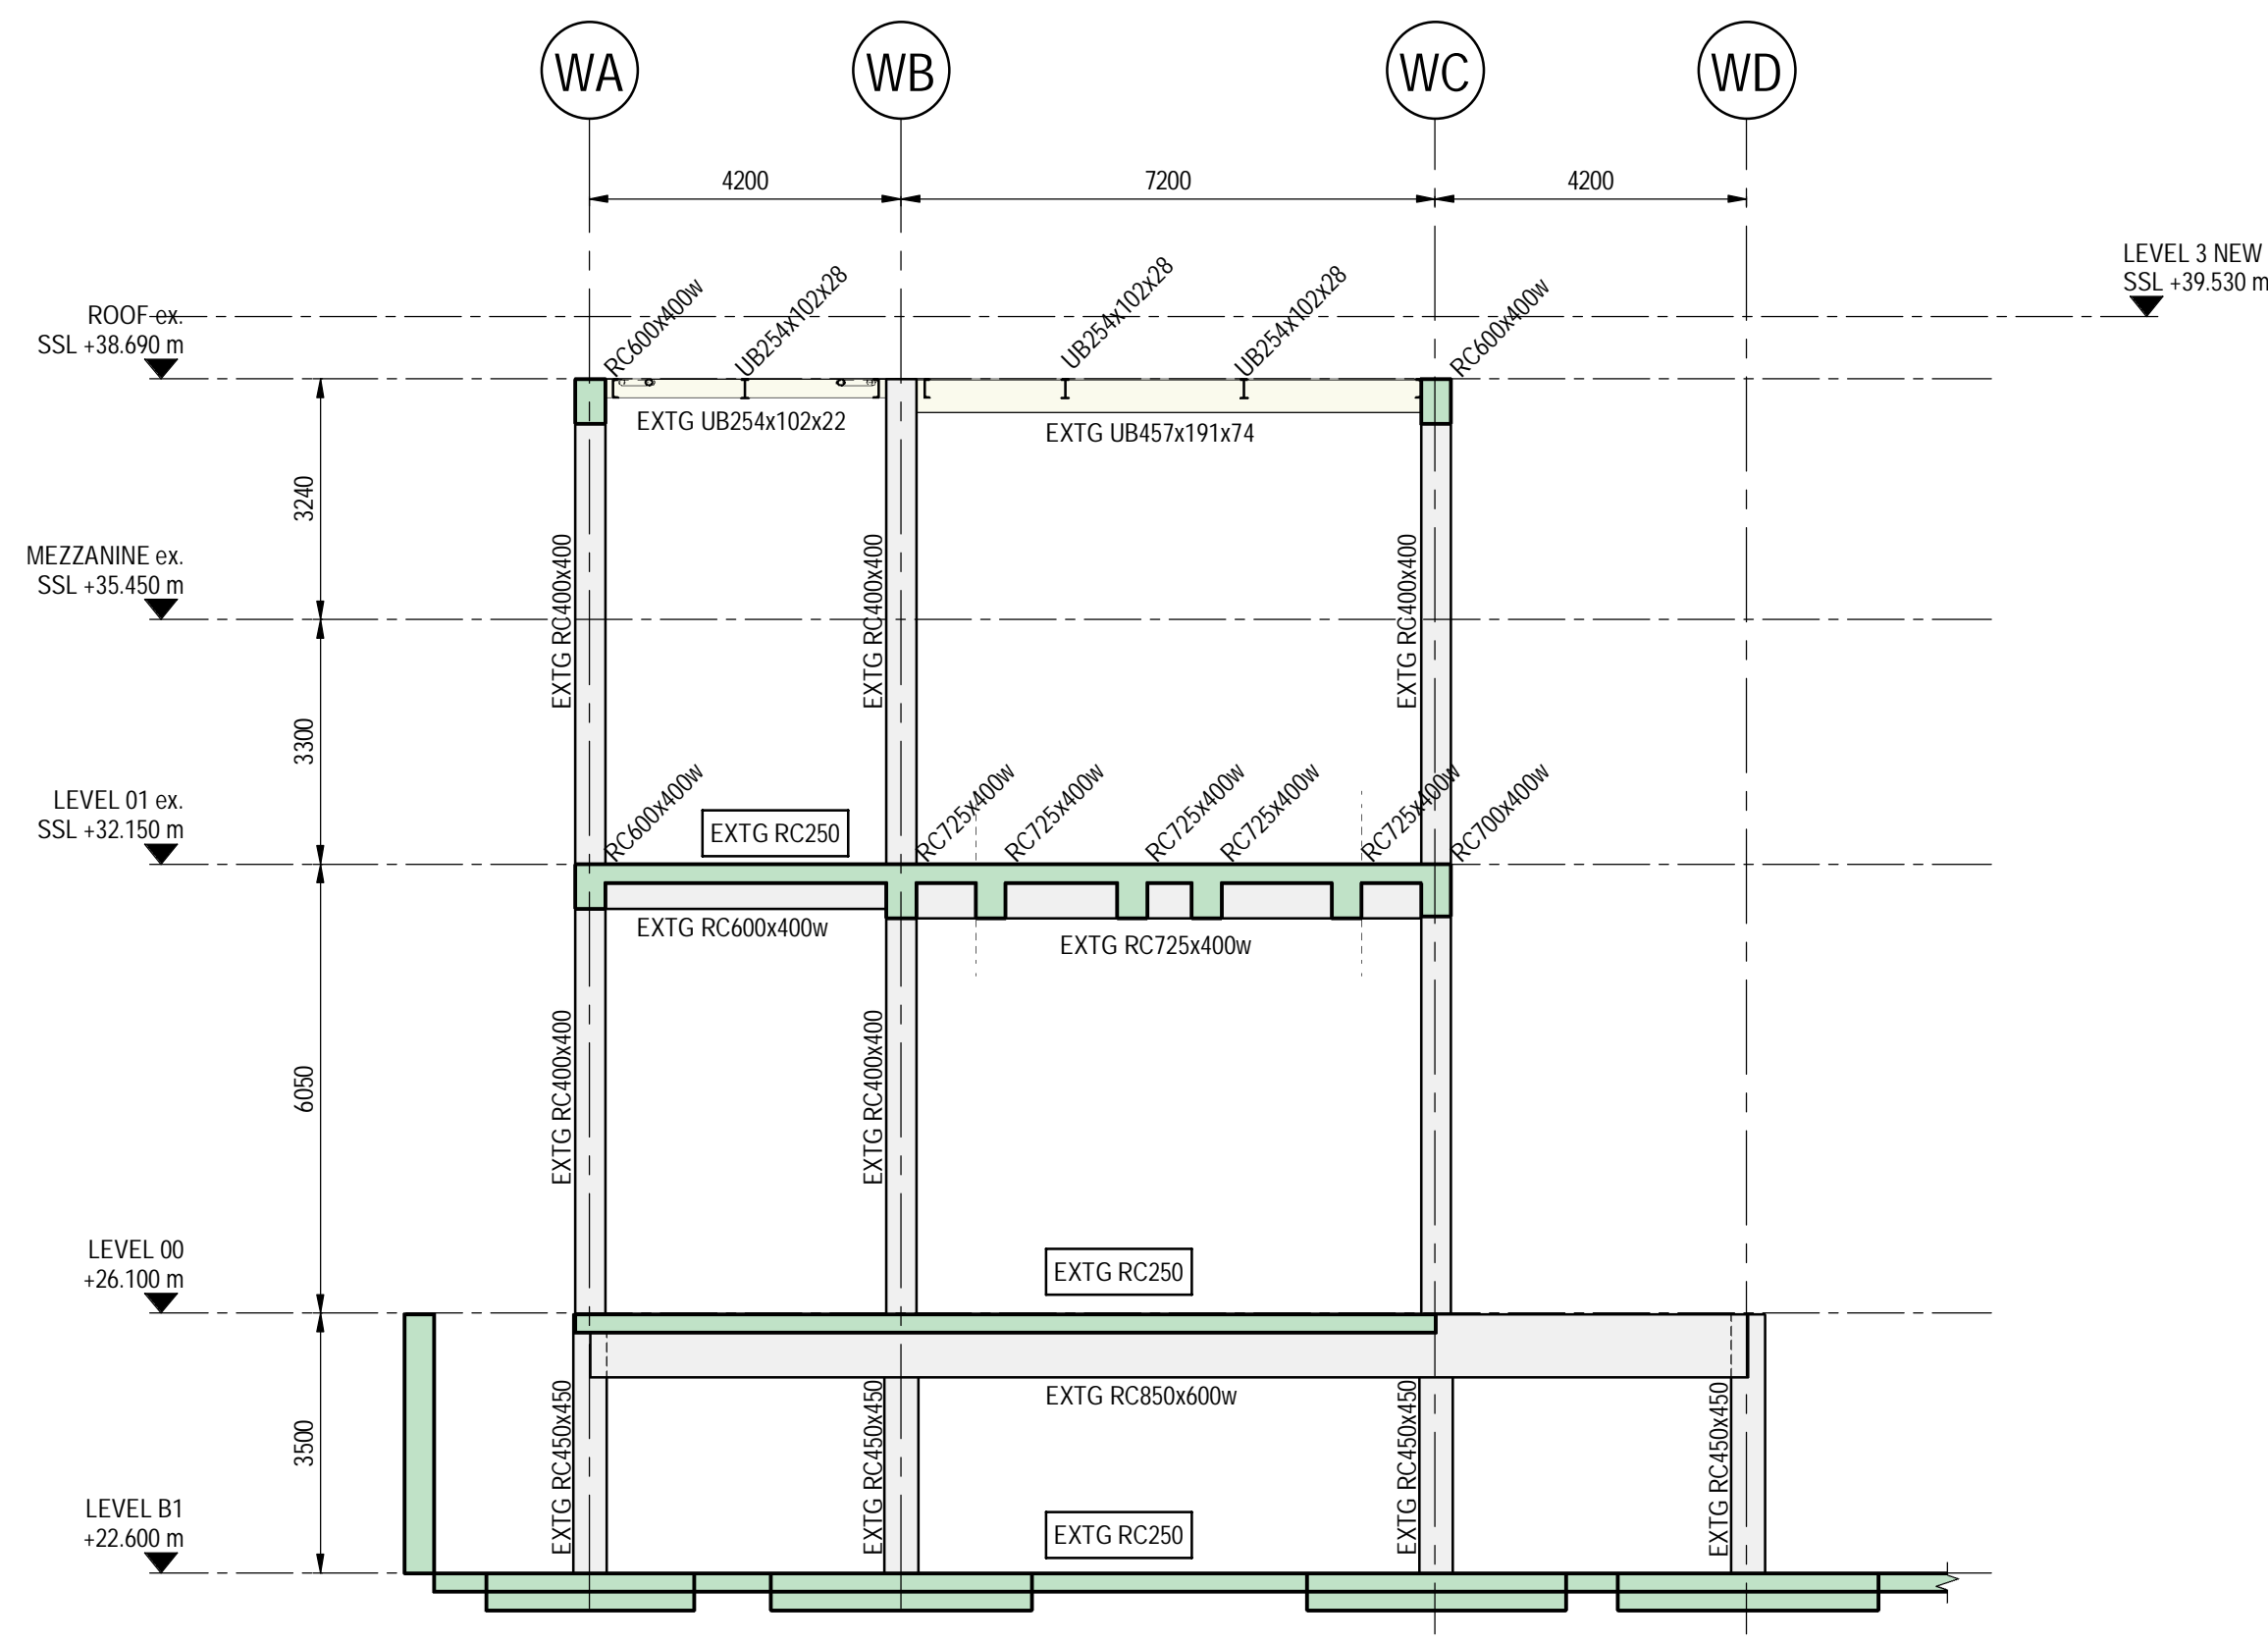 WA
WB
WC
WD
4200
7200
4200
LEVEL 3 NEW
SSL +39.530 m
ROOF ex.
SSL +38.690 m
RC600x400w
UB254x102x28
UB254x102x28
UB254x102x28
RC600x400w
EXTG UB254x102x22
EXTG UB457x191x74
3240
MEZZANINE ex.
SSL +35.450 m
EXTG RC400x400
EXTG RC400x400
EXTG RC400x400
3300
LEVEL 01 ex.
SSL +32.150 m
RC600x400w
EXTG RC250
RC725x400w
RC725x400w
RC725x400w
RC725x400w
RC725x400w
RC700x400w
EXTG RC600x400w
EXTG RC725x400w
6050
EXTG RC400x400
EXTG RC400x400
LEVEL 00
+26.100 m
EXTG RC250
EXTG RC850x600w
3500
EXTG RC450x450
EXTG RC450x450
EXTG RC450x450
EXTG RC450x450
LEVEL B1
+22.600 m
EXTG RC250